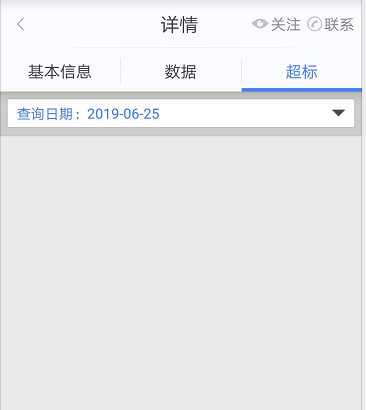 详情 关注 联系
基本信息 数据 超标
查询日期：2019-06-25